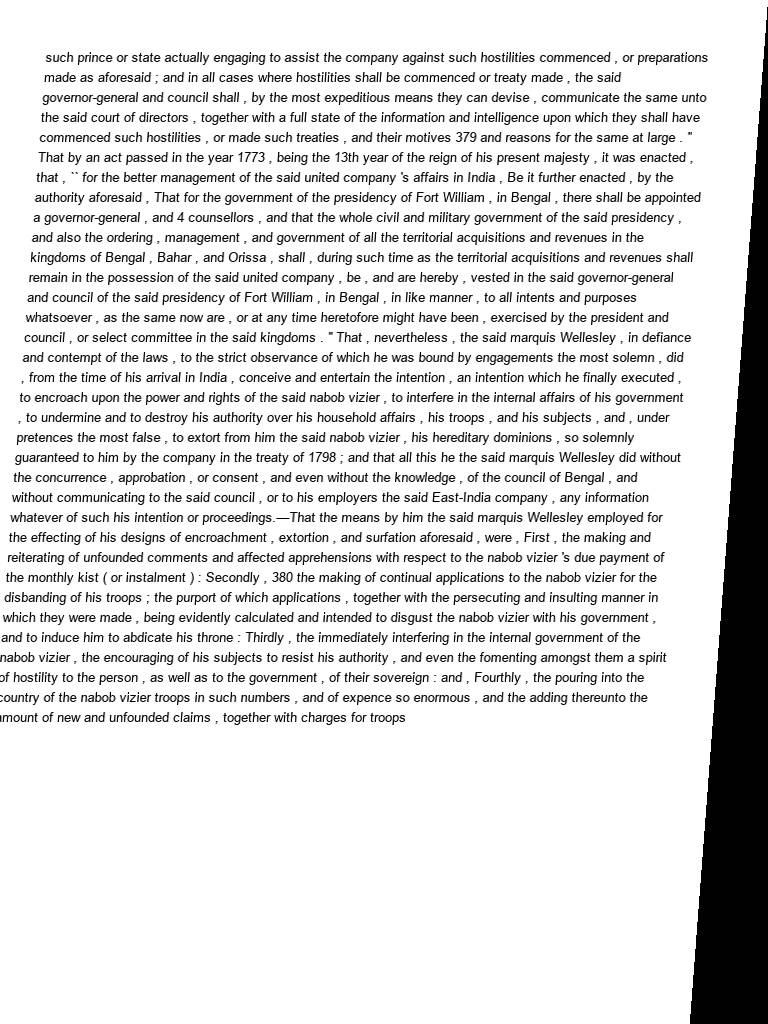 such prince or state actually engaging to assist the company against such hostilities commenced , or preparations
made as aforesaid ; and in all cases where hostilities shall be commenced or treaty made , the said
governor-general and council shall , by the most expeditious means they can devise , communicate the same unto
the said court of directors , together with a full state of the information and intelligence upon which they shall have
commenced such hostilities , or made such treaties , and their motives 379 and reasons for the same at large . "
That by an act passed in the year 1773 , being the 13th year of the reign of his present majesty , it was enacted ,
that , `` for the better management of the said united company 's affairs in India , Be it further enacted , by the
authority aforesaid , That for the government of the presidency of Fort William , in Bengal , there shall be appointed
a governor-general , and 4 counsellors , and that the whole civil and military government of the said presidency ,
and also the ordering , management , and government of all the territorial acquisitions and revenues in the
kingdoms of Bengal , Bahar , and Orissa , shall , during such time as the territorial acquisitions and revenues shall
remain in the possession of the said united company , be , and are hereby , vested in the said governor-general
and council of the said presidency of Fort William , in Bengal , in like manner , to all intents and purposes
whatsoever , as the same now are , or at any time heretofore might have been , exercised by the president and
council , or select committee in the said kingdoms . " That , nevertheless , the said marquis Wellesley , in defiance
and contempt of the laws , to the strict observance of which he was bound by engagements the most solemn , did
, from the time of his arrival in India , conceive and entertain the intention , an intention which he finally executed ,
to encroach upon the power and rights of the said nabob vizier , to interfere in the internal affairs of his government
, to undermine and to destroy his authority over his household affairs , his troops , and his subjects , and , under
pretences the most false , to extort from him the said nabob vizier , his hereditary dominions , so solemnly
guaranteed to him by the company in the treaty of 1798 ; and that all this he the said marquis Wellesley did without
the concurrence , approbation , or consent , and even without the knowledge , of the council of Bengal , and
without communicating to the said council , or to his employers the said East-India company , any information
whatever of such his intention or proceedings.—That the means by him the said marquis Wellesley employed for
the effecting of his designs of encroachment , extortion , and surfation aforesaid , were , First , the making and
reiterating of unfounded comments and affected apprehensions with respect to the nabob vizier 's due payment of
the monthly kist ( or instalment ) : Secondly , 380 the making of continual applications to the nabob vizier for the
disbanding of his troops ; the purport of which applications , together with the persecuting and insulting manner in
which they were made , being evidently calculated and intended to disgust the nabob vizier with his government ,
and to induce him to abdicate his throne : Thirdly , the immediately interfering in the internal government of the
nabob vizier , the encouraging of his subjects to resist his authority , and even the fomenting amongst them a spirit
of hostility to the person , as well as to the government , of their sovereign : and , Fourthly , the pouring into the
country of the nabob vizier troops in such numbers , and of expence so enormous , and the adding thereunto the
amount of new and unfounded claims , together with charges for troops